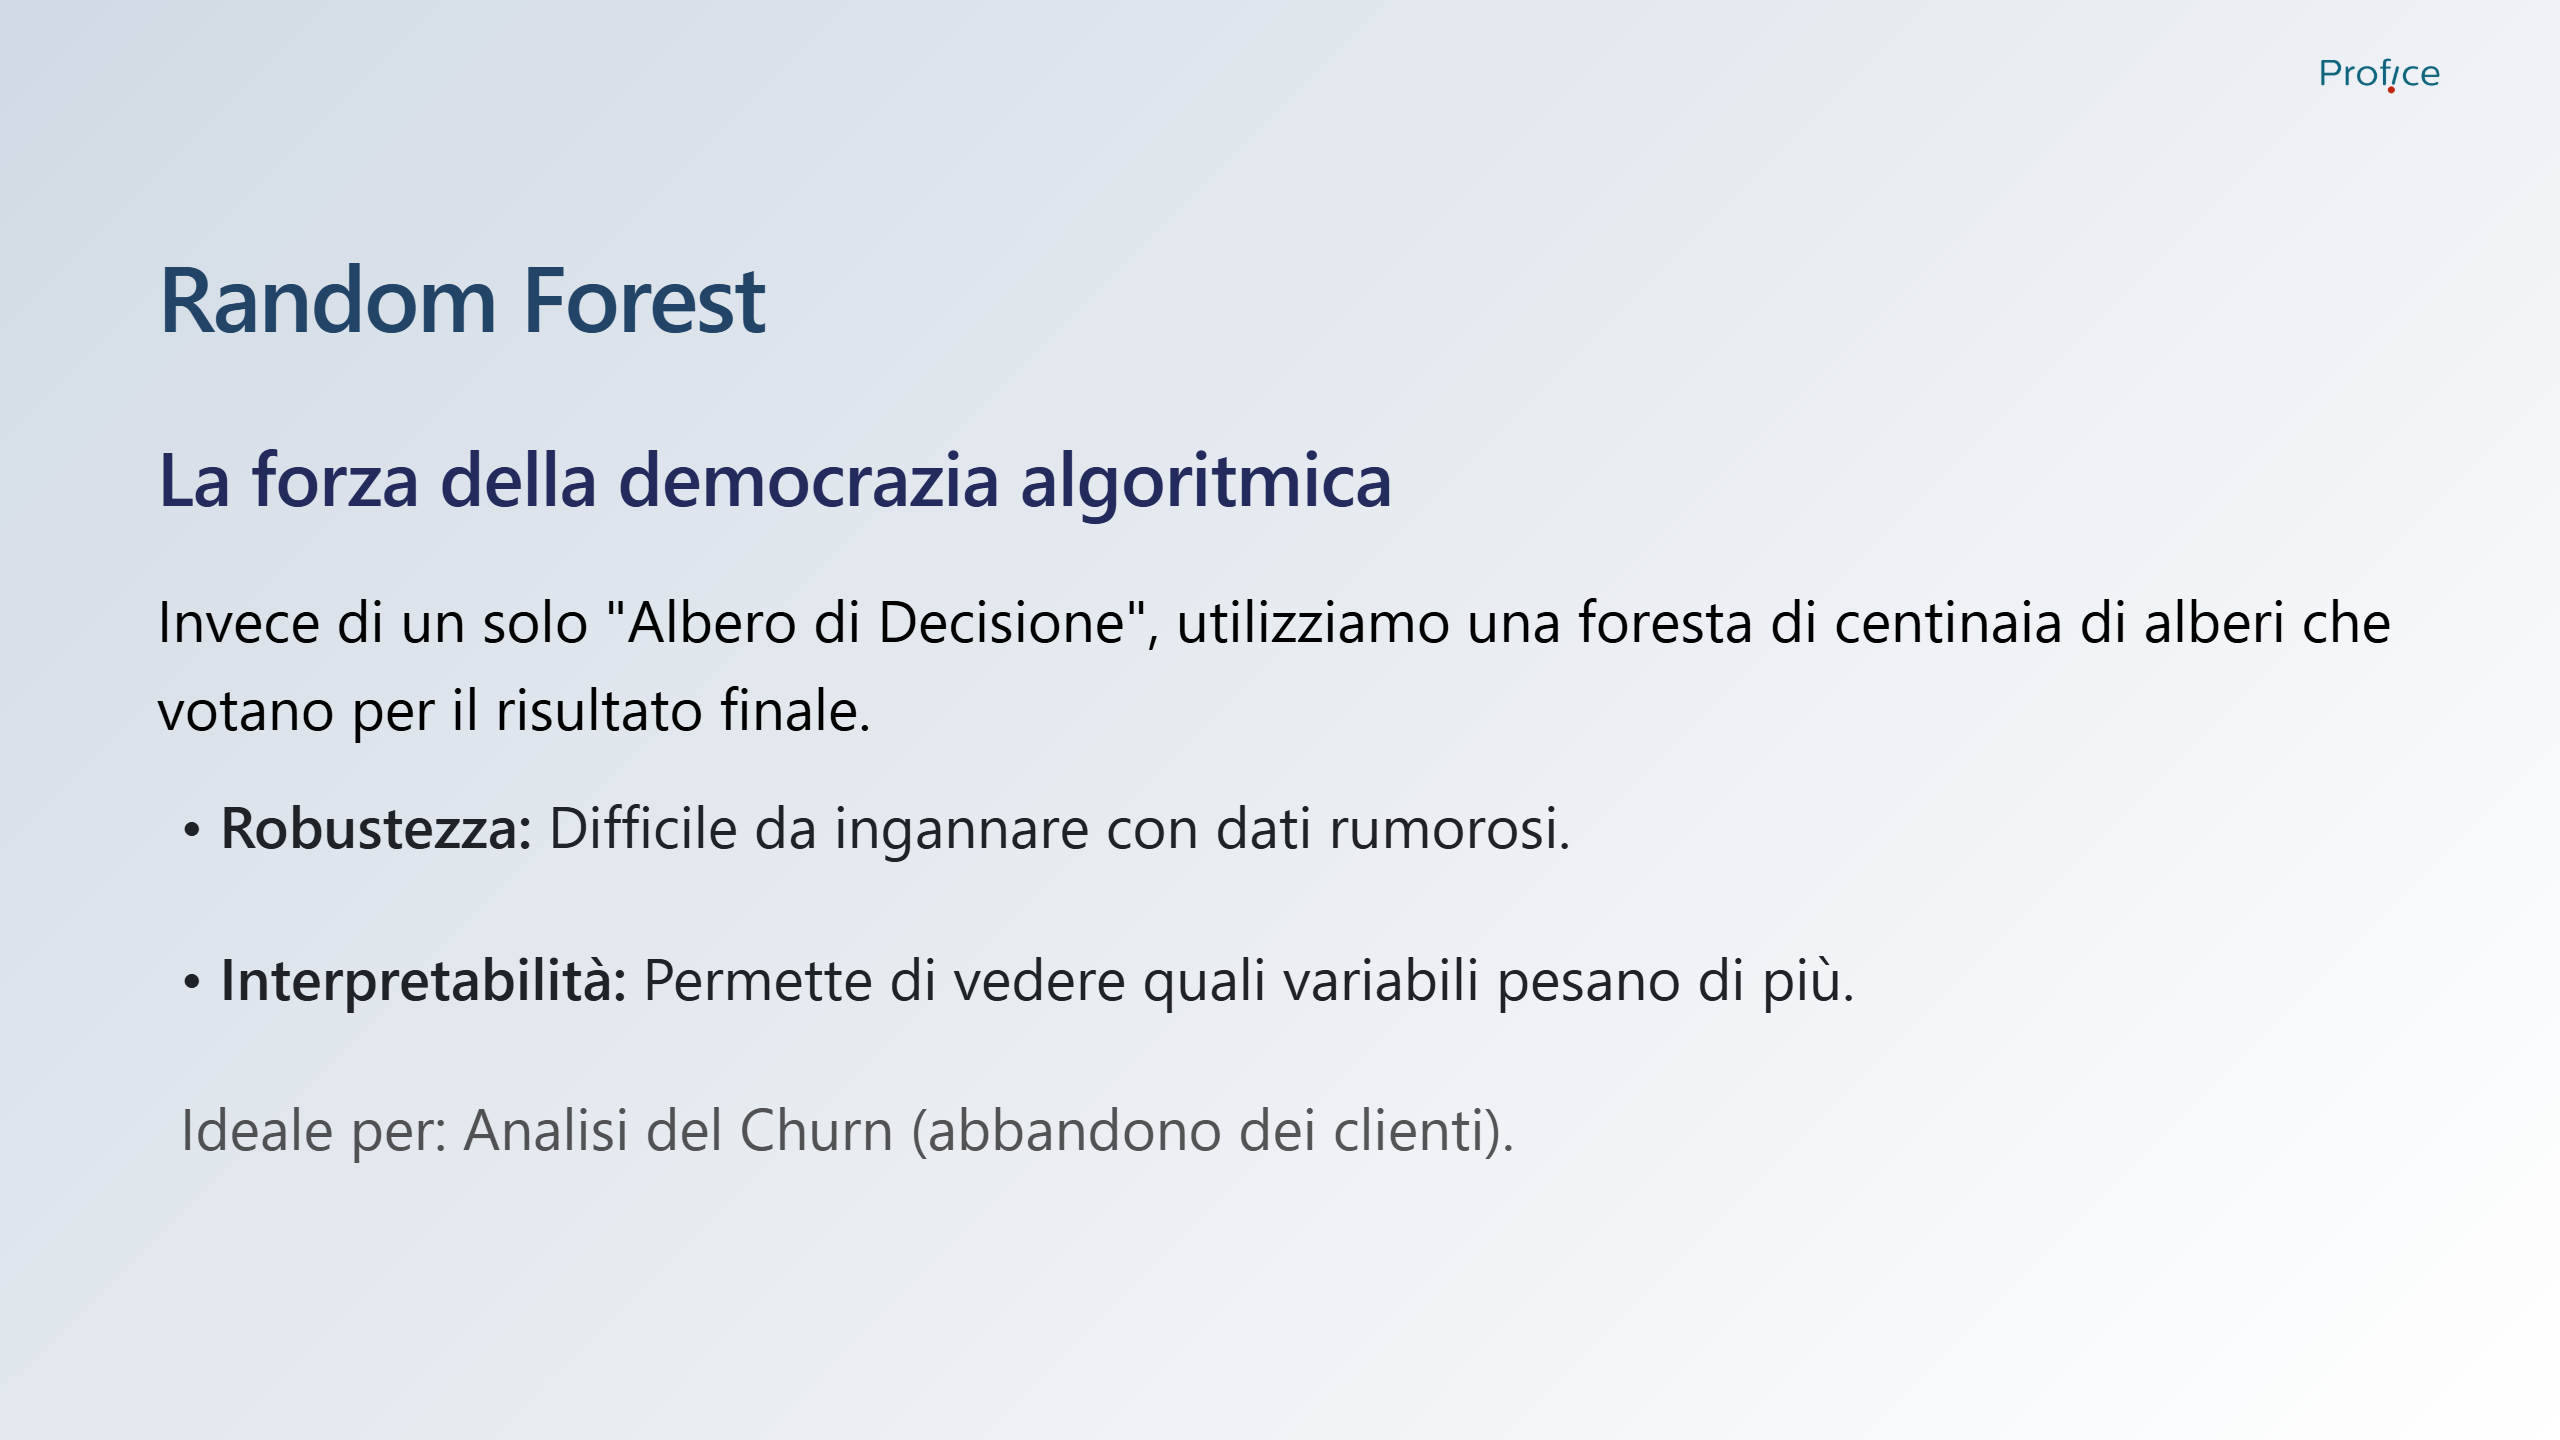 Profice
Random Forest
La forza della democrazia algoritmica
Invece di un solo "Albero di Decisione", utilizziamo una foresta di centinaia di alberi che
votano per il risultato finale.
• Robustezza: Difficile da ingannare con dati rumorosi.
• Interpretabilità: Permette di vedere quali variabili pesano di più.
Ideale per: Analisi del Churn (abbandono dei clienti).